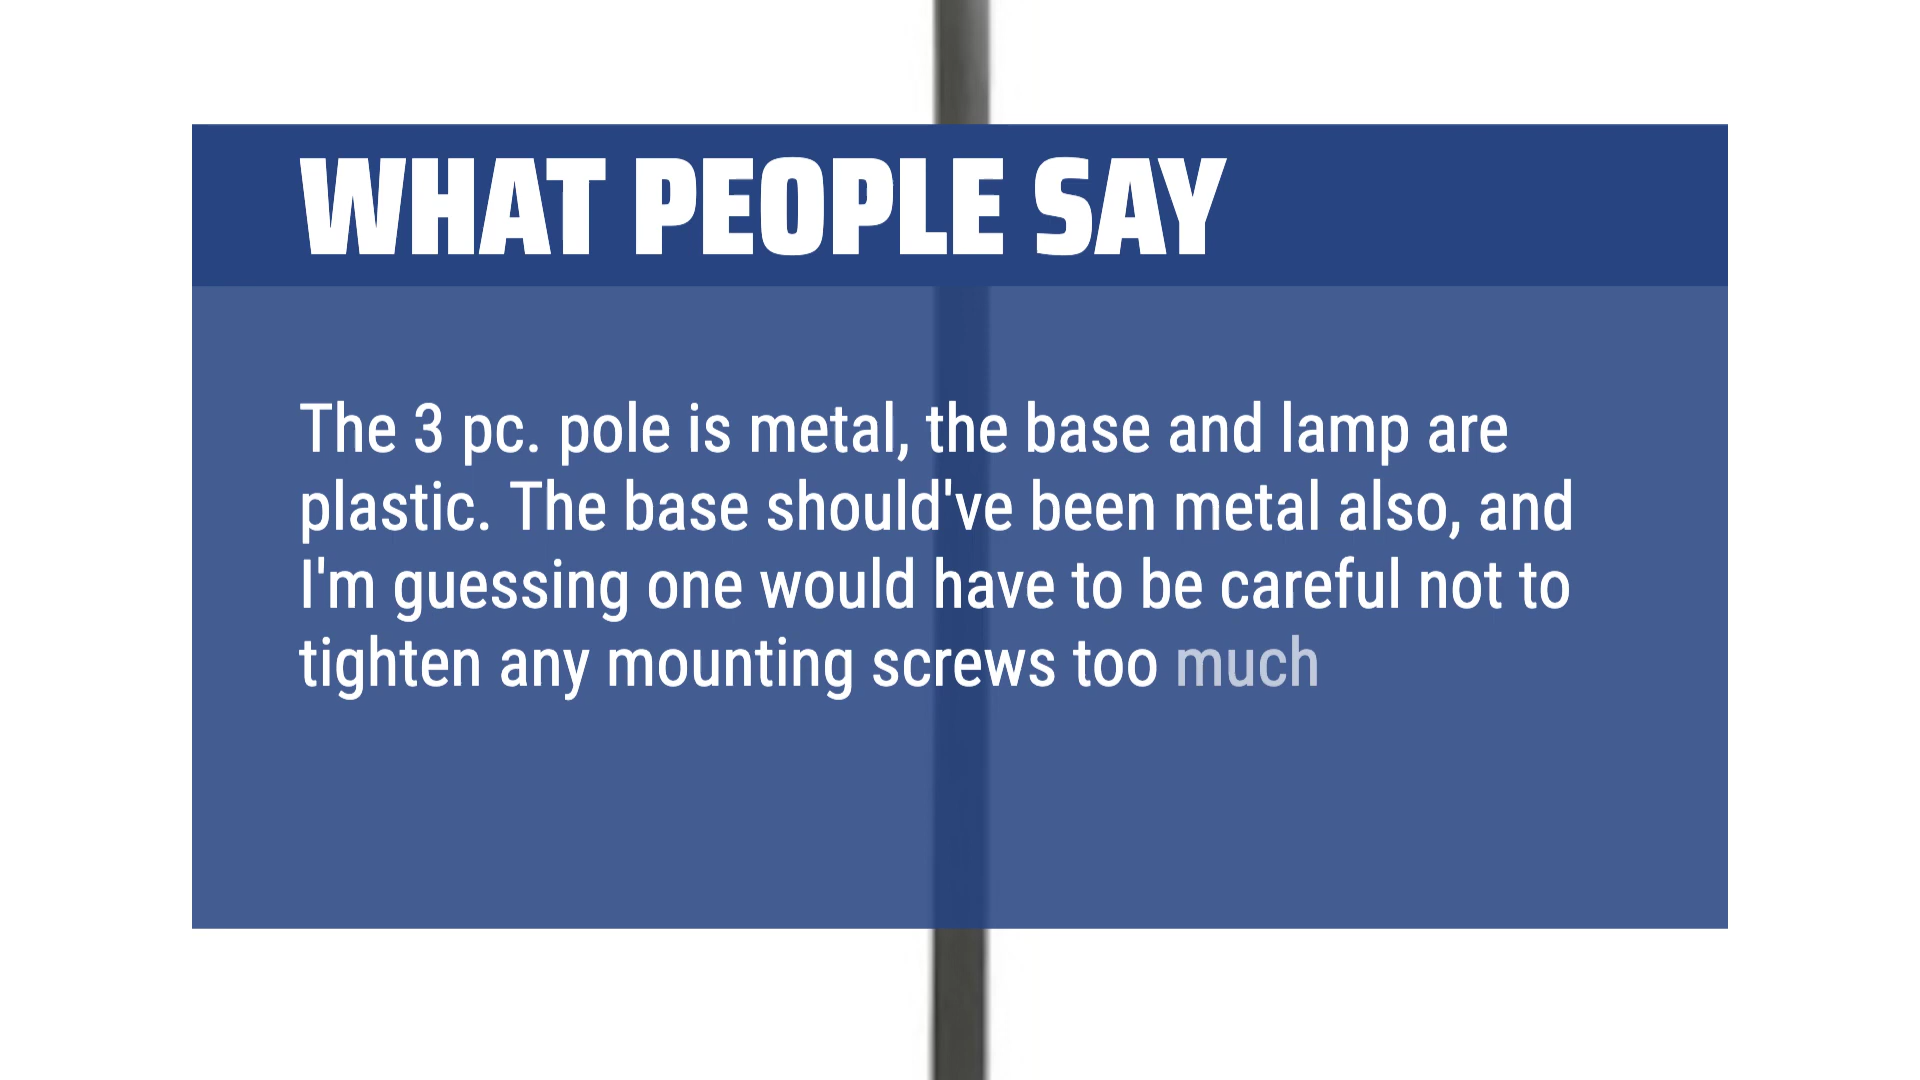 WHAT PEOPLE SAY
The 3 pc. pole is metal, the base and lamp are
plastic. The base should've been metal also, and
I'm guessing one would have to be careful not to
tighten any mounting screws too much